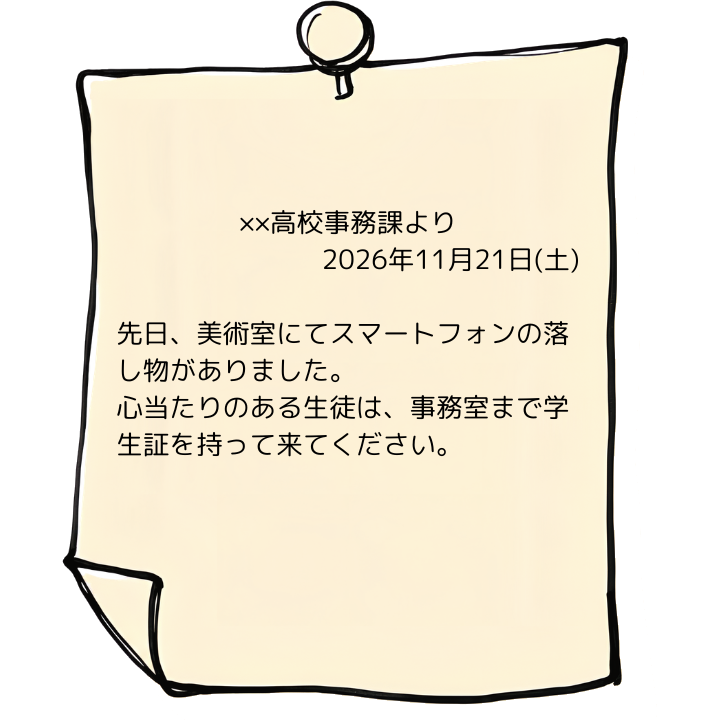 ××高校事務課より
2026年11月21日(土)
先日、美術室にてスマートフォンの落
し物がありました。
心当たりのある生徒は、事務室まで学
生証を持って来てください。